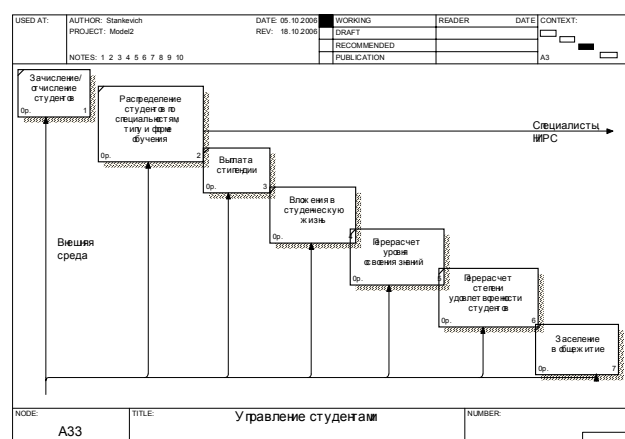 USED AT:
AUTHOR: Stankevich
DATE: 05.10.2006
WORKING
READER
DATE
CONTEXT:
PROJECT: Model2
REV: 18.10.2006
DRAFT
RECOMMENDED
NOTES: 1 2 3 4 5 6 7 8 9 10
PUBLICATION
A3
Зачисление/
отчисление
студентов
0р. 1
Распределение
студентов по
специальностям,
типу и форме
обучения
0р. 2
Специалисты,
НИРС
Выплата
стипендии
0р. 3
Вложения в
студенческую
жизнь
0р. 4
Внешняя
среда
Перерасчет
уровня
освоения знаний
0р. 5
Перерасчет
степени
удовлетворенности
студентов
0р. 6
Заселение
в общежитие
0р. 7
NODE:
TITLE:
NUMBER:
A33
Управление студентами